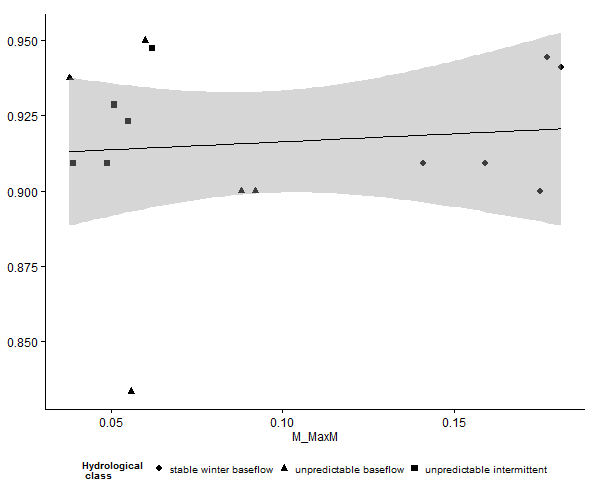 0.950
0.925
0.900
0.875
0.850
0.05 0.10 0.15
M_MaxM
Hydrological
class
stable winter baseflow unpredictable baseflow unpredictable intermittent